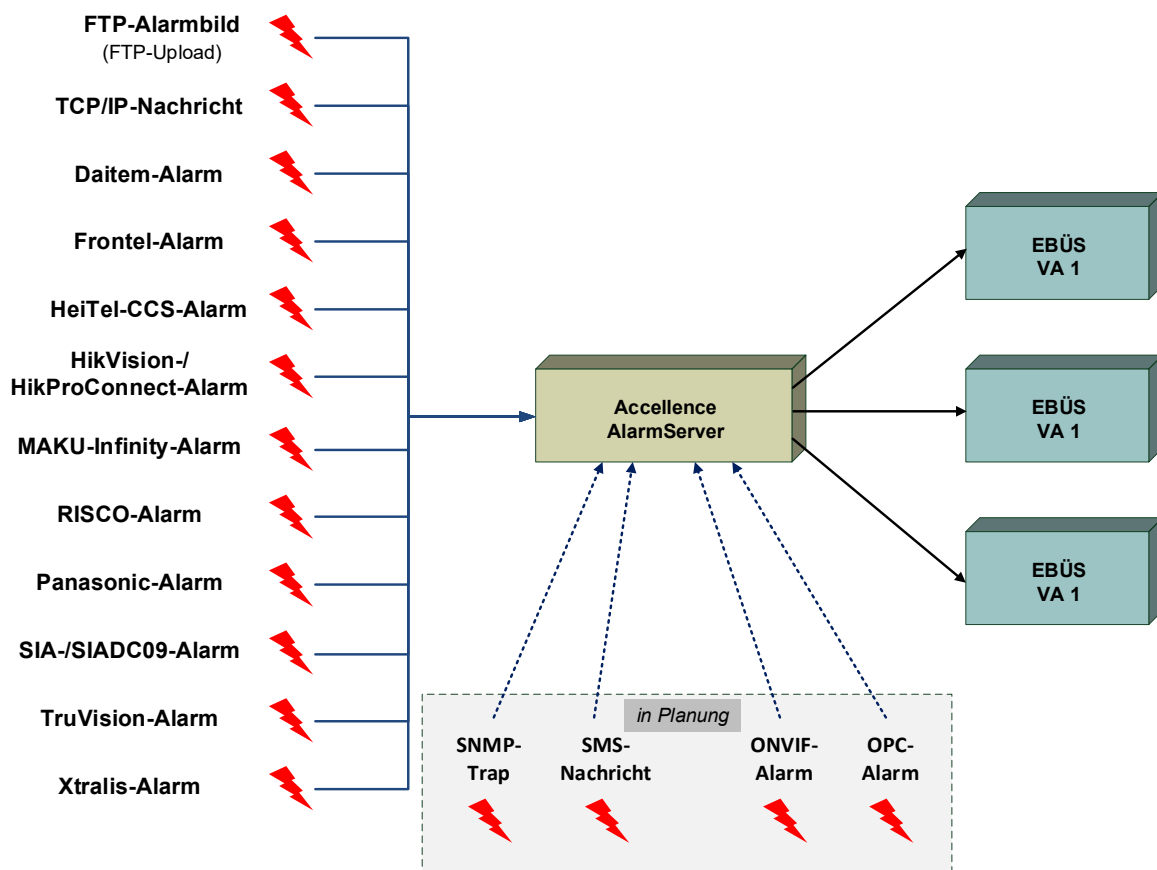 FTP-Alarmbild
(FTP-Upload)
TCP/IP-Nachricht
Daitem-Alarm
Frontel-Alarm
HeiTel-CCS-Alarm
HikVision-/
HikProConnect-Alarm
MAKU-Infinity-Alarm
RISCO-Alarm
Panasonic-Alarm
SIA-/SIADC09-Alarm
TruVision-Alarm
Xtralis-Alarm
Accellence
AlarmServer
EBÜS
VA 1
EBÜS
VA 1
EBÜS
VA 1
in Planung
SNMP-
Trap
SMS-
Nachricht
ONVIF-
Alarm
OPC-
Alarm